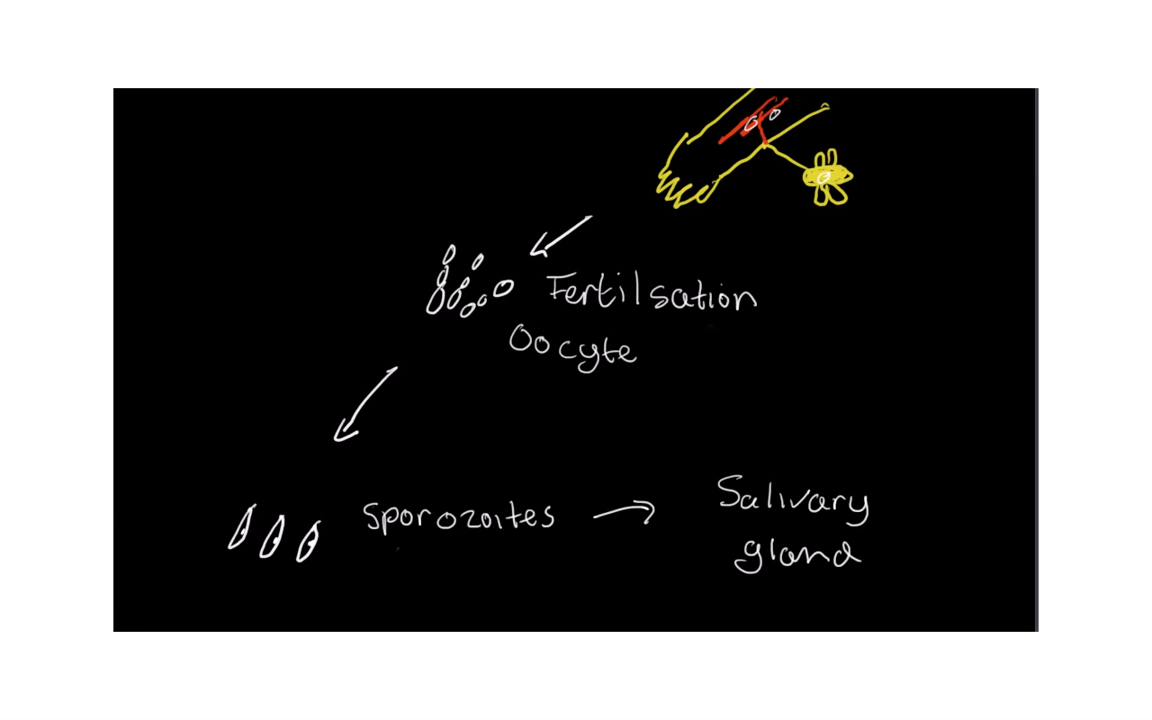 Fertilsation
Oocyte
Sporozoites → Salivary
gland